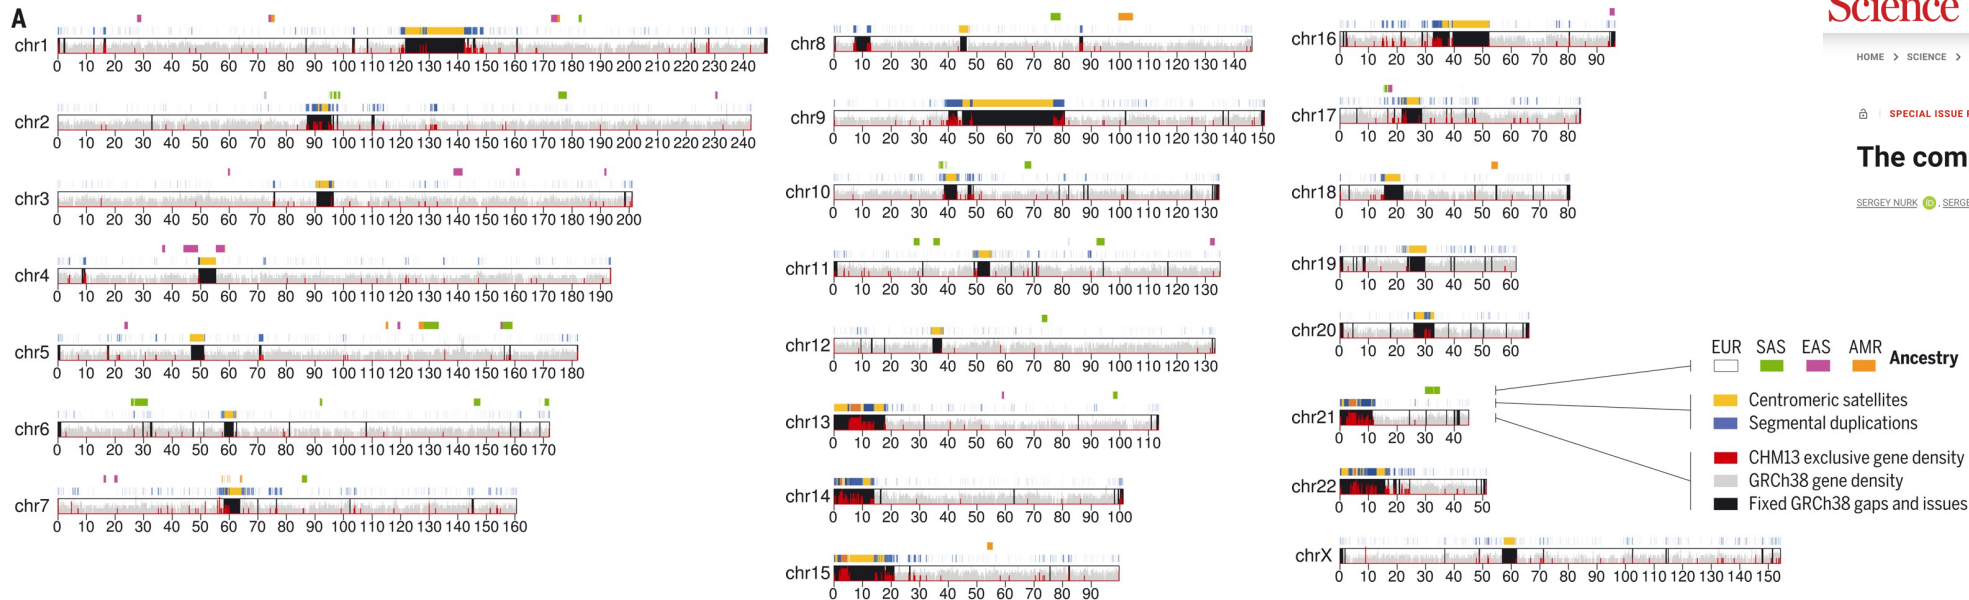 A
chr1
0 10 20 30 40 50 60 70 80 90 100 110 120 130 140 150 160 170 180 190 200 210 220 230 240
chr2
0 10 20 30 40 50 60 70 80 90 100 110 120 130 140 150 160 170 180 190 200 210 220 230 240
chr3
0 10 20 30 40 50 60 70 80 90 100 110 120 130 140 150 160 170 180 190 200
chr4
0 10 20 30 40 50 60 70 80 90 100 110 120 130 140 150 160 170 180 190
chr5
0 10 20 30 40 50 60 70 80 90 100 110 120 130 140 150 160 170 180
chr6
0 10 20 30 40 50 60 70 80 90 100 110 120 130 140 150 160 170
chr7
0 10 20 30 40 50 60 70 80 90 100 110 120 130 140 150 160
chr8
0 10 20 30 40 50 60 70 80 90 100 110 120 130 140
chr9
0 10 20 30 40 50 60 70 80 90 100 110 120 130 140 150
chr10
0 10 20 30 40 50 60 70 80 90 100 110 120 130
chr11
0 10 20 30 40 50 60 70 80 90 100 110 120 130
chr12
0 10 20 30 40 50 60 70 80 90 100 110 120 130
chr13
0 10 20 30 40 50 60 70 80 90 100 110
chr14
0 10 20 30 40 50 60 70 80 90 100
chr15
0 10 20 30 40 50 60 70 80 90
chr16
0 10 20 30 40 50 60 70 80 90
chr17
0 10 20 30 40 50 60 70 80
chr18
0 10 20 30 40 50 60 70 80
chr19
0 10 20 30 40 50 60
chr20
0 10 20 30 40 50 60
chr21
0 10 20 30 40
chr22
0 10 20 30 40 50
chrX
0 10 20 30 40 50 60 70 80 90 100 110 120 130 140 150
EUR SAS EAS AMR Ancestry
Centromeric satellites
Segmental duplications
CHM13 exclusive gene density
GRCh38 gene density
Fixed GRCh38 gaps and issues
Science
HOME > SCIENCE >
SPECIAL ISSUE
The com
SERGEY NURK iD , SERGE